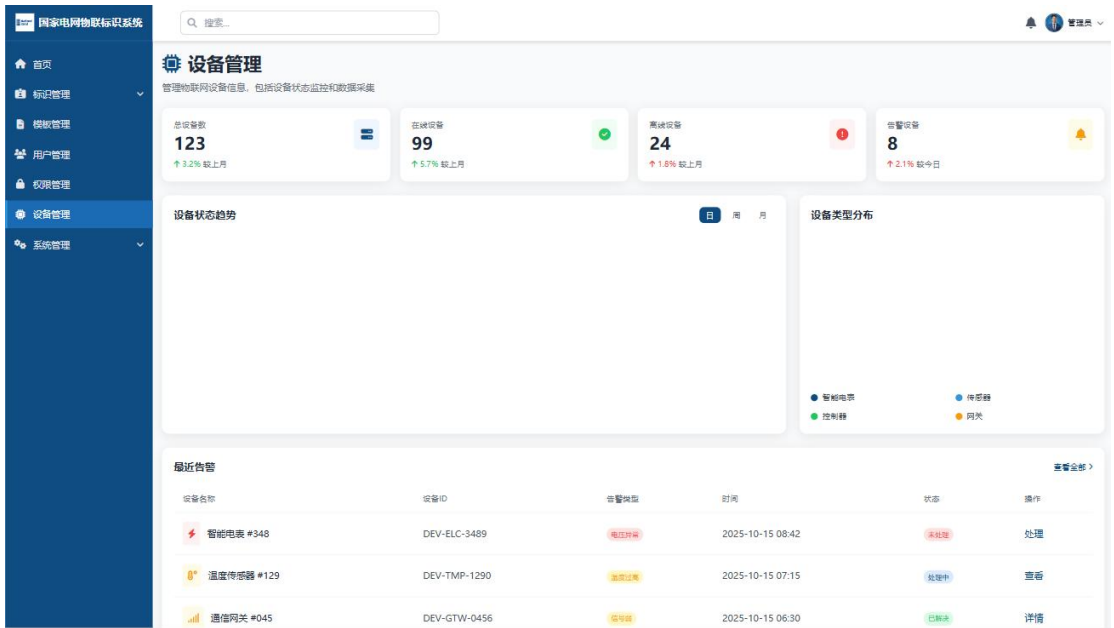 国家电网物联标识系统
搜索...
管理员
首页
标识管理
模板管理
用户管理
权限管理
设备管理
系统管理
设备管理
管理物联网设备信息，包括设备状态监控和数据采集
总设备数
123
3.2% 较上月
在线设备
99
5.7% 较上月
离线设备
24
1.8% 较上月
告警设备
8
2.1% 较今日
设备状态趋势
日 周 月
设备类型分布
智能电表 传感器
控制器 网关
最近告警
查看全部
设备名称 设备ID 告警类型 时间 状态 操作
智能电表 #348 DEV-ELC-3489 电压异常 2025-10-15 08:42 未处理 处理
温度传感器 #129 DEV-TMP-1290 温度过高 2025-10-15 07:15 处理中 查看
通信网关 #045 DEV-GTW-0456 信号弱 2025-10-15 06:30 已解决 详情